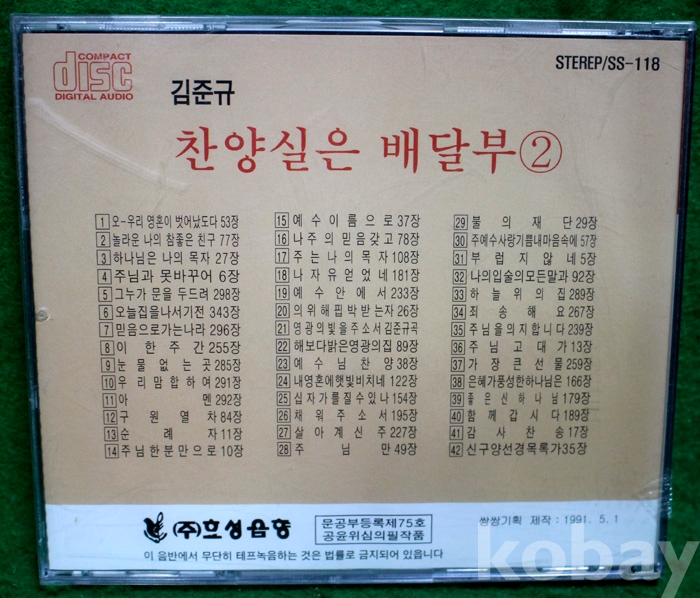 COMPACT
disc
DIGITAL AUDIO
STEREP/SS-118
김준규
찬양실은 배달부②
1 오-우리 영혼이 벗어났도다 53장
2 놀라운 나의 참좋은 친구 77장
3 하나님은 나의 목자 27장
4 주님과 못바꾸어 6장
5 그누가 문을 두드려 298장
6 오늘집을나서기전 343장
7 믿음으로가는나라 296장
8 이 한 주 간 255장
9 눈 물 없 는 곳 285장
10 우리 맘 합 하 여 291장
11 아 멘 292장
12 구 원 열 차 84장
13 순 례 자 11장
14 주 님 한 분 만 으 로 10장
15 예 수 이 름 으 로 37장
16 나 주 의 믿 음 갖 고 78장
17 주 는 나 의 목 자 108장
18 나 자 유 얻 었 네 181장
19 예 수 안 에 서 233장
20 의 위 해 핍 박 받 는 자 26장
21 영 광 의 빛 을 주 소 서 김준규곡
22 해보다밝은영광의집 89장
23 예 수 님 찬 양 38장
24 내영혼에햇빛비치네 122장
25 십 자 가 를 질 수 있 나 154장
26 채 워 주 소 서 195장
27 살 아 계 신 주 227장
28 주 님 만 49장
29 불 의 제 단 29장
30 주예수사랑기쁨내마음속에 57장
31 부 럽 지 않 네 5장
32 나의입술의모든말과 92장
33 하 늘 위 의 집 289장
34 죄 송 해 요 267장
35 주 님 을 의 지 합 니 다 239장
36 주 님 고 대 가 13장
37 가 장 큰 선 물 259장
38 은혜가풍성한하나님은 166장
39 좋 은 신 하 나 님 179장
40 함 께 갑 시 다 189장
41 감 사 찬 송 17장
42 신구약선경목록가35장
(주)효성음향
문공부등록제75호
공윤위심의필작품
쌍쌍기획 제작 : 1991. 5. 1
이 음반에서 무단히 테프녹음하는 것은 법률로 금지되어 있읍니다
kobay